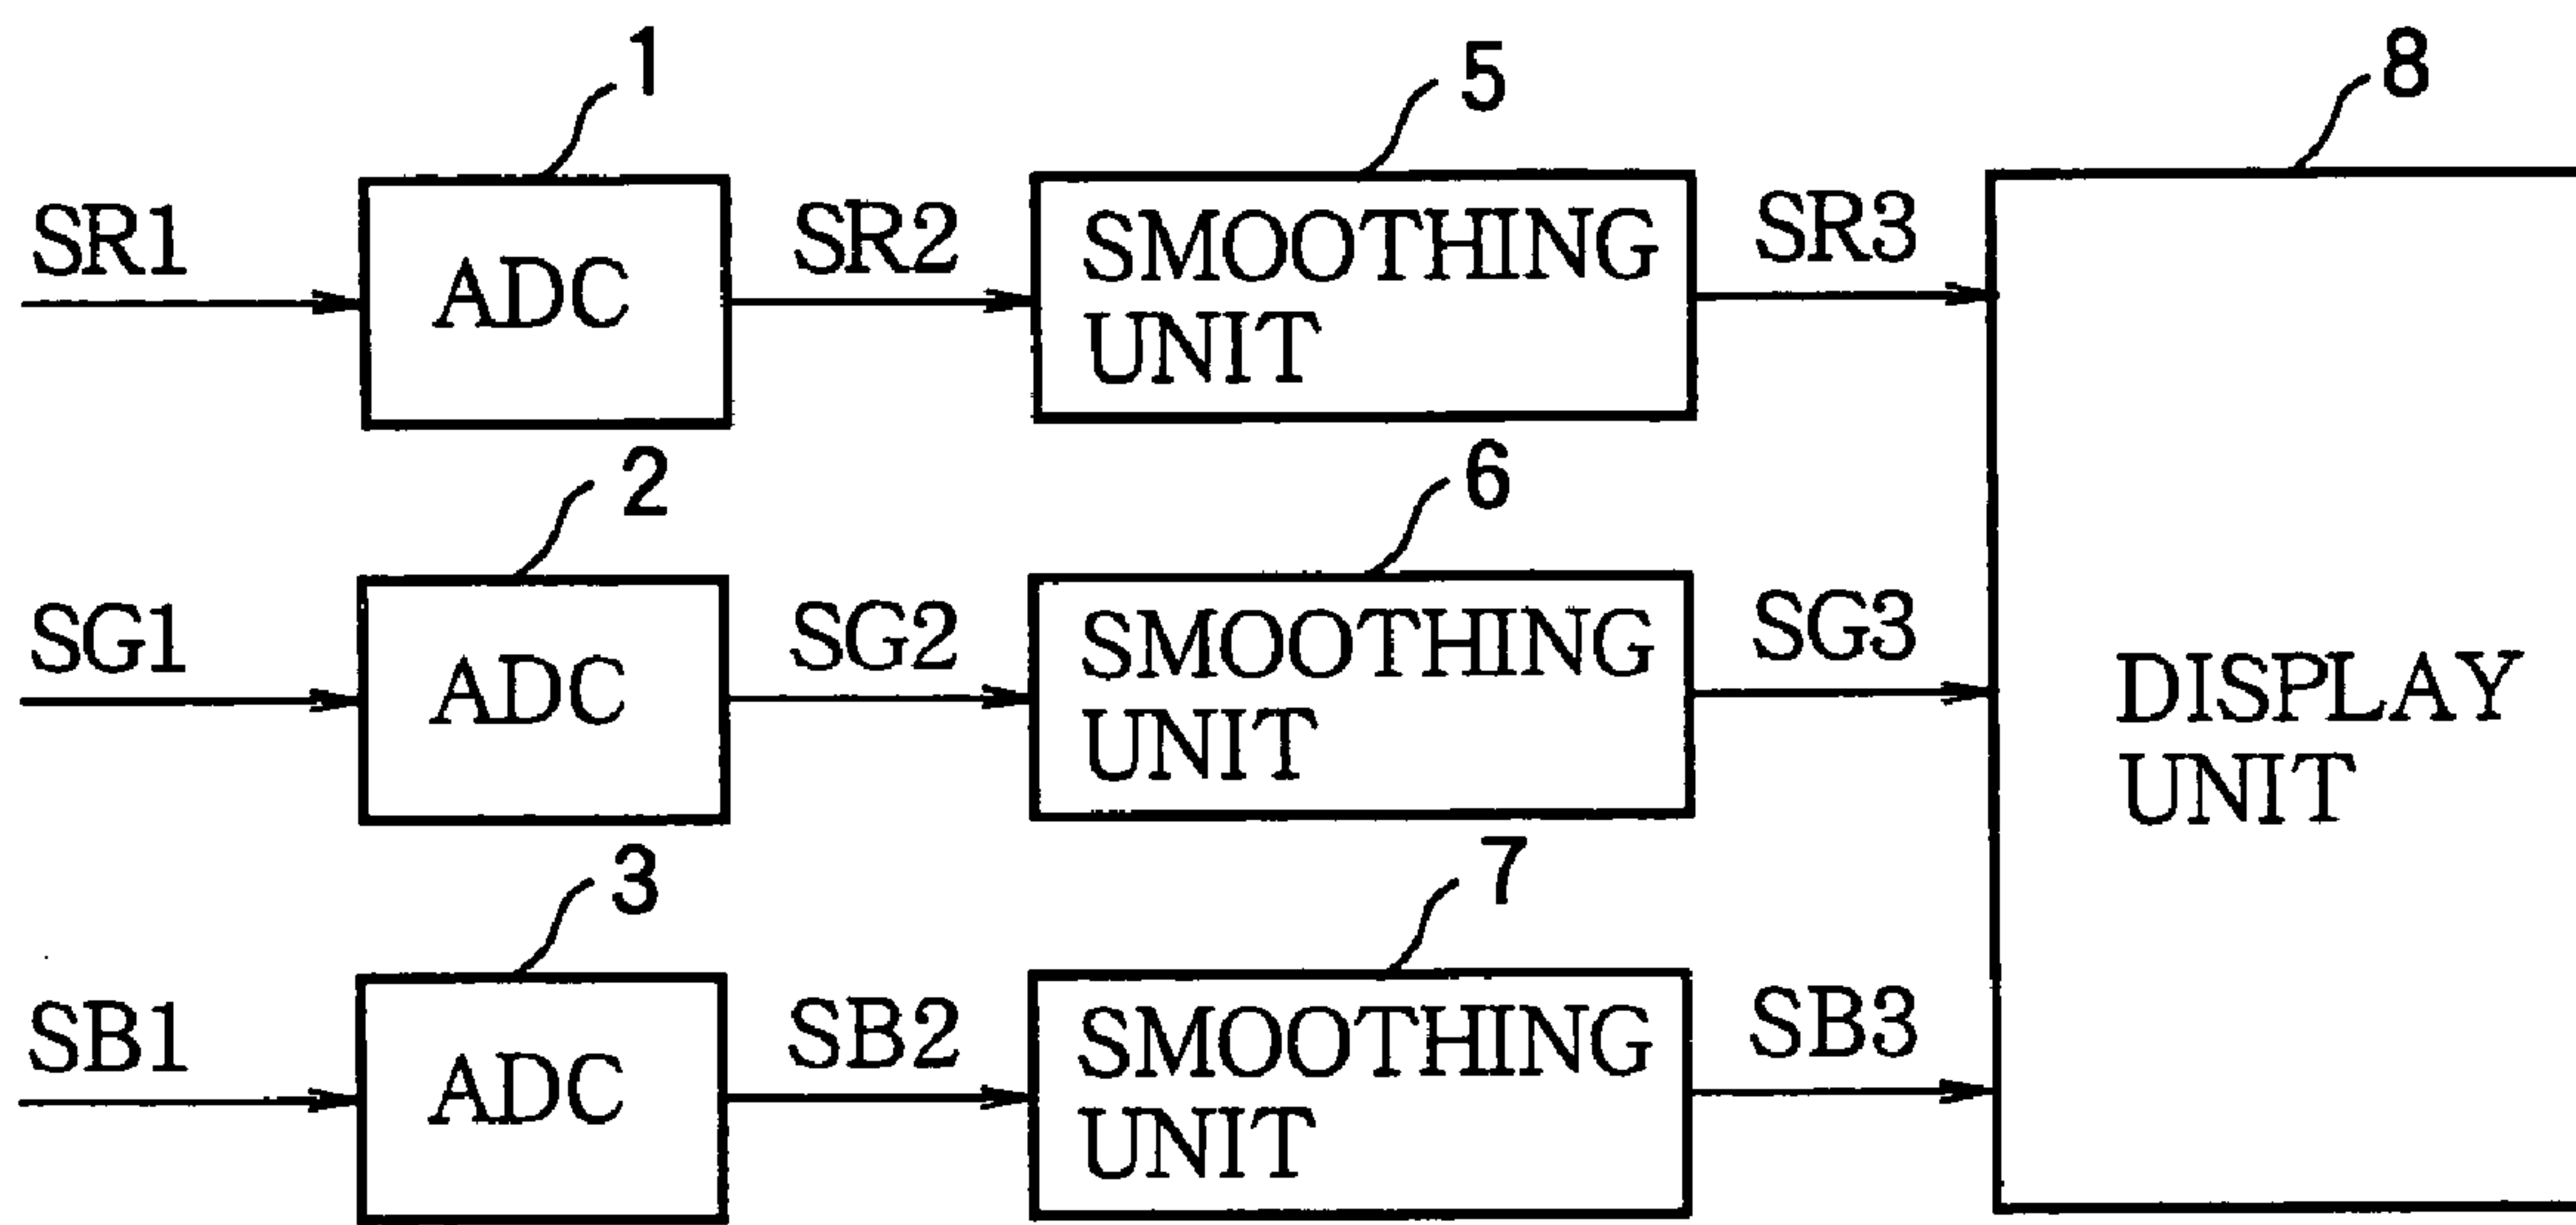 1
5
8
SR1
ADC
SR2
SMOOTHING
UNIT
SR3
2
6
SG1
ADC
SG2
SMOOTHING
UNIT
SG3
DISPLAY
UNIT
3
7
SB1
ADC
SB2
SMOOTHING
UNIT
SB3